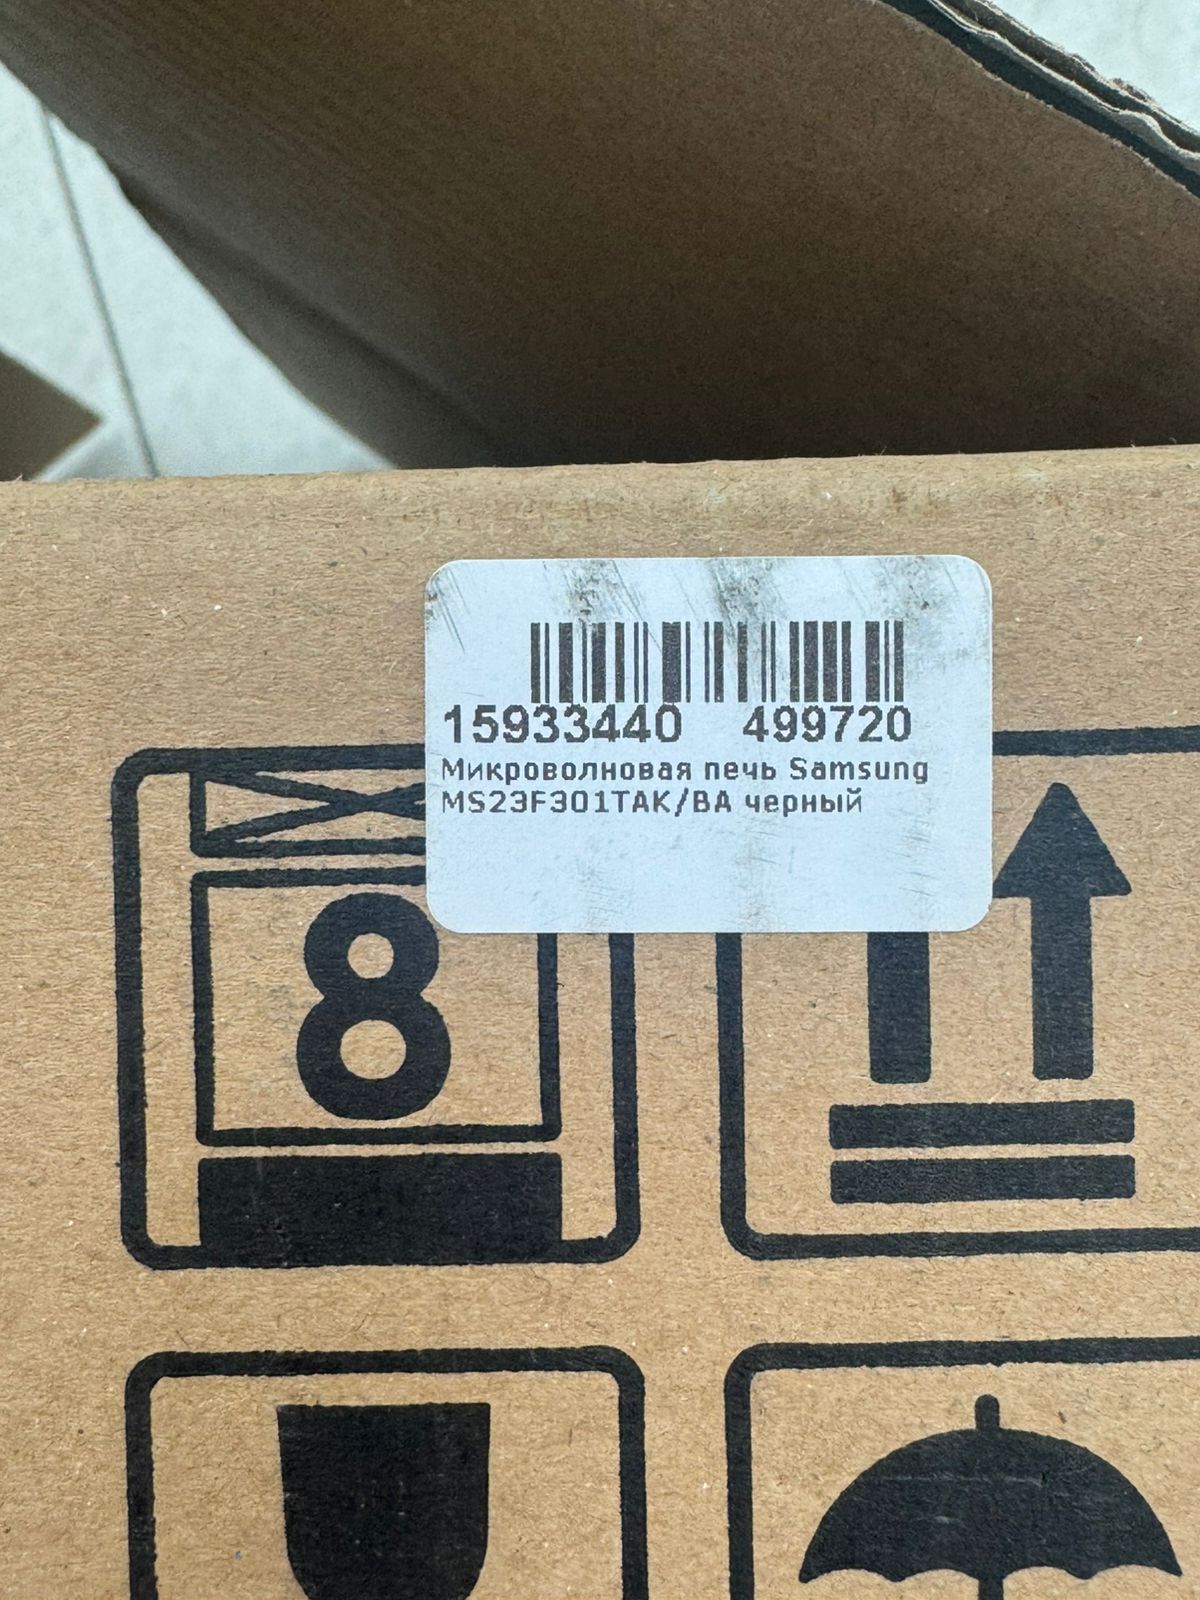 15933440 499720
Микроволновая печь Samsung
MS23F301TAK/BA черный
8